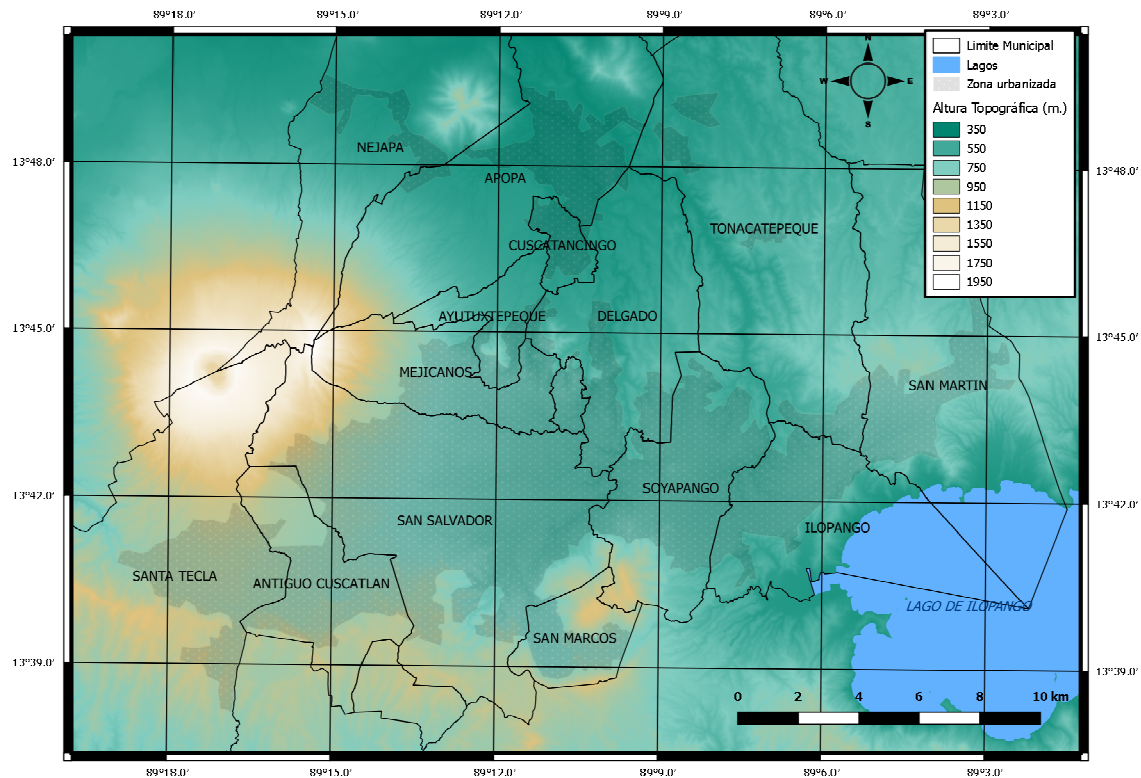 89°18.0′ 89°15.0′ 89°12.0′ 89°9.0′ 89°6.0′ 89°3.0′
N
W E
S
Limite Municipal
Lagos
Zona urbanizada
Altura Topográfica (m.)
350
550
750
950
1150
1350
1550
1750
1950
NEJAPA
13°48.0′ 13°48.0′
APOPA
TONACATEPEQUE
CUSCATANCINGO
AYUTUXTEPEQUE DELGADO
13°45.0′ 13°45.0′
MEJICANOS
SAN MARTIN
SOYAPANGO
13°42.0′ 13°42.0′
SAN SALVADOR
ILOPANGO
SANTA TECLA
ANTIGUO CUSCATLAN
LAGO DE ILOPANGO
SAN MARCOS
13°39.0′ 13°39.0′
0 2 4 6 8 10 km
89°18.0′ 89°15.0′ 89°12.0′ 89°9.0′ 89°6.0′ 89°3.0′